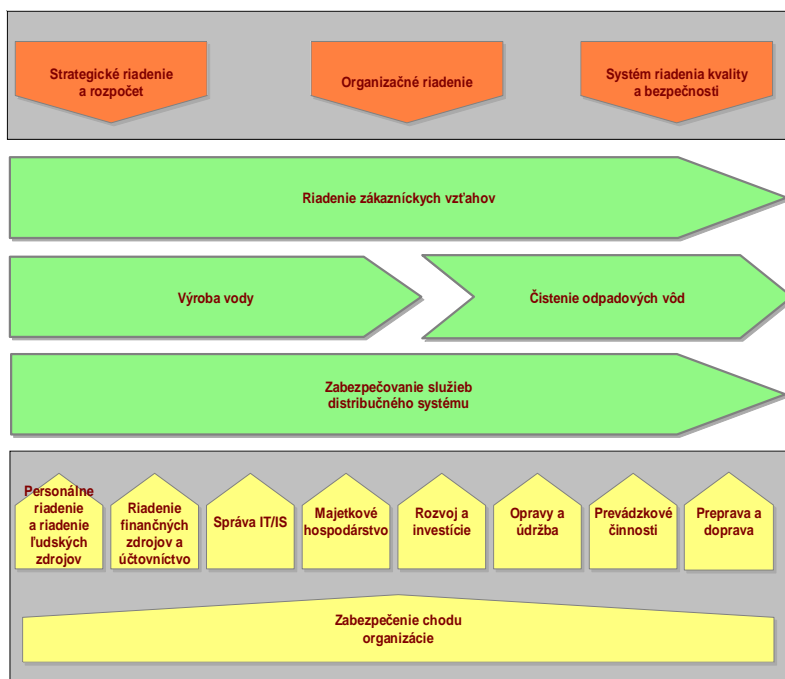 Strategické riadenie
a rozpočet
Organizačné riadenie
Systém riadenia kvality
a bezpečnosti
Riadenie zákazníckych vzťahov
Výroba vody
Čistenie odpadových vôd
Zabezpečovanie služieb
distribučného systému
Personálne
riadenie
a riadenie
ľudských
zdrojov
Riadenie
finančných
zdrojov a
účtovníctvo
Správa IT/IS
Majetkové
hospodárstvo
Rozvoj a
investície
Opravy a
údržba
Prevádzkové
činnosti
Preprava a
doprava
Zabezpečenie chodu
organizácie